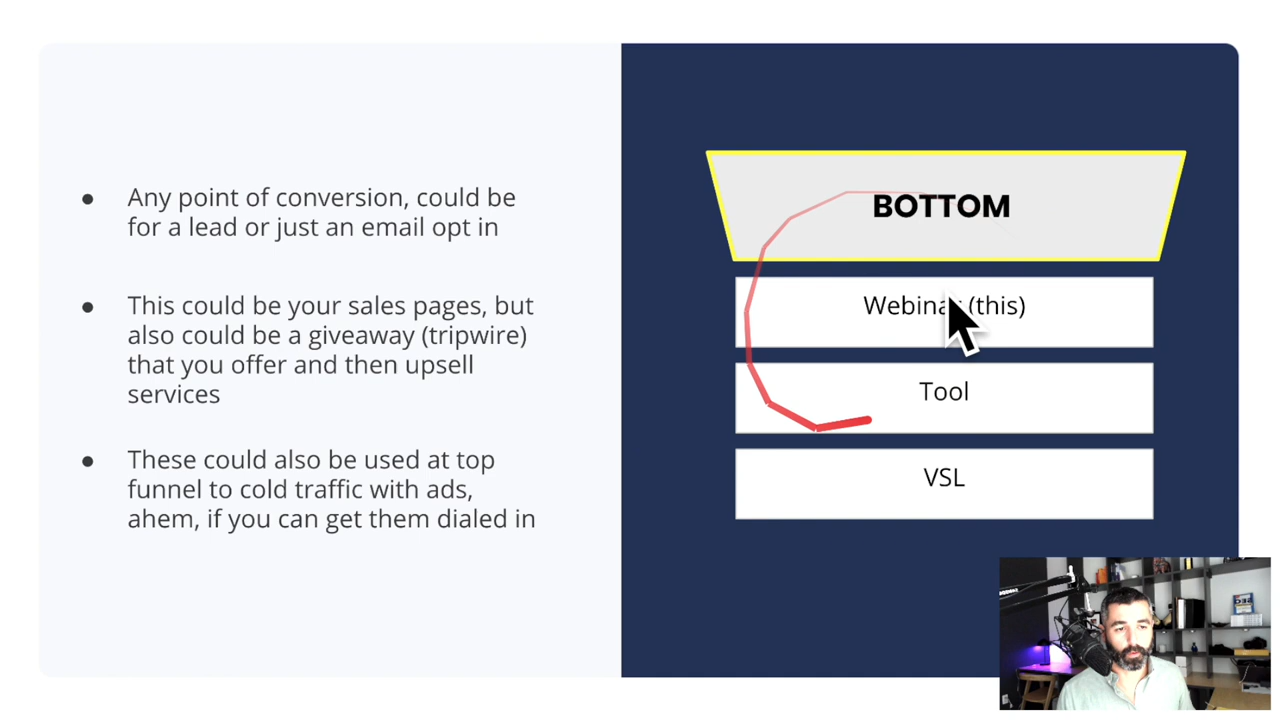 Any point of conversion, could be
for a lead or just an email opt in
This could be your sales pages, but
also could be a giveaway (tripwire)
that you offer and then upsell
services
These could also be used at top
funnel to cold traffic with ads,
ahem, if you can get them dialed in
BOTTOM
Webinar (this)
Tool
VSL